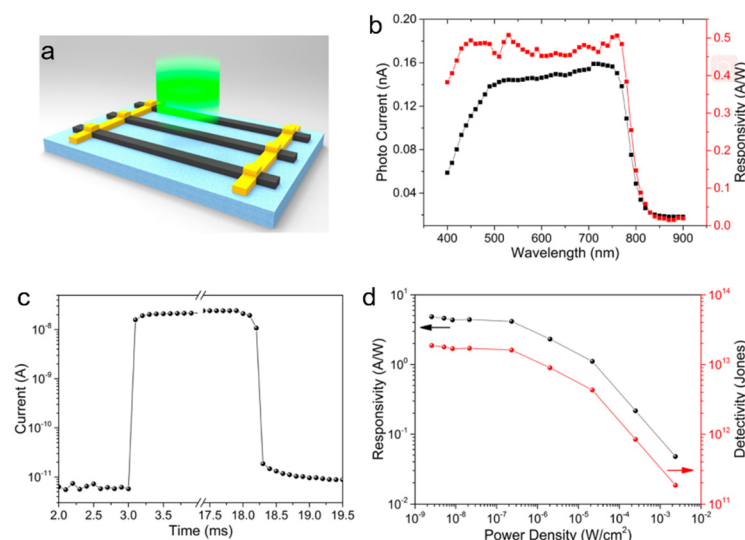 a
b
0.20
0.16
0.12
0.08
0.04
Photo Current (nA)
0.5
0.4
0.3
0.2
0.1
0.0
Responsivity (A/W)
400 500 600 700 800 900
Wavelength (nm)
c
10⁻⁸
10⁻⁹
10⁻¹⁰
10⁻¹¹
Current (A)
2.0 2.5 3.0 3.5 17.5 18.0 18.5 19.0 19.5
Time (ms)
d
10¹
10⁰
10⁻¹
10⁻²
Responsivity (A/W)
10¹⁴
10¹³
10¹²
10¹¹
Detectivity (Jones)
10⁻⁹ 10⁻⁸ 10⁻⁷ 10⁻⁶ 10⁻⁵ 10⁻⁴ 10⁻³ 10⁻²
Power Density (W/cm²)